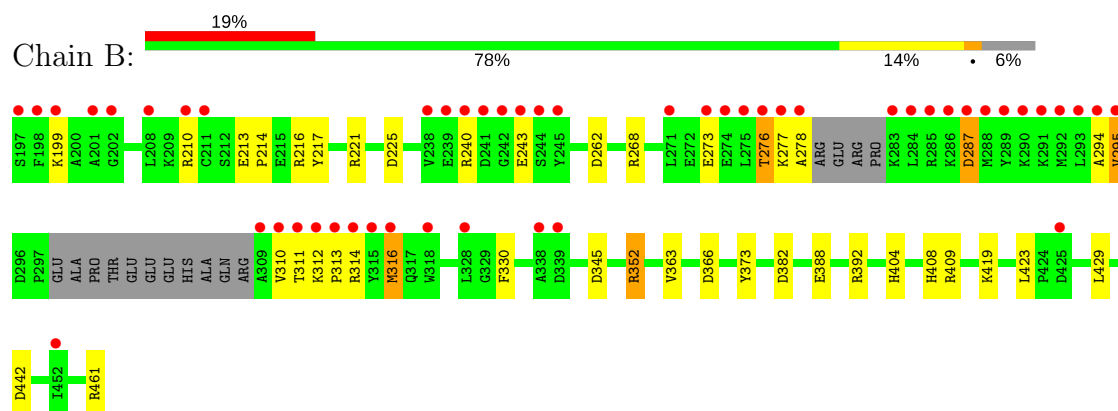 19%
Chain B:
78% 14% • 6%
S197 F198 K199 A200 A201 Q202 L208 K209 R210 C211 S212 E213 P214 E215 R216 Y217 R221 D225 V238 E239 R240 D241 G242 E243 S244 Y245 D262 R268 L271 E272 E273 E274 L275 T276 K277 A278 ARG GLU ARG PRO K283 L284 R285 K286 D287 M288 Y289 K290 K291 M292 L293 A294 V295
D296 P297 GLU ALA PRO THR GLU GLU GLU HIS ALA GLN ARG A309 V310 T311 K312 P313 R314 Y315 M316 Q317 W318 L328 G329 F330 A338 D339 D345 R352 V363 D366 Y373 D382 E388 R392 H404 H408 R409 K419 L423 P424 D425 L429
D442 I452 R461